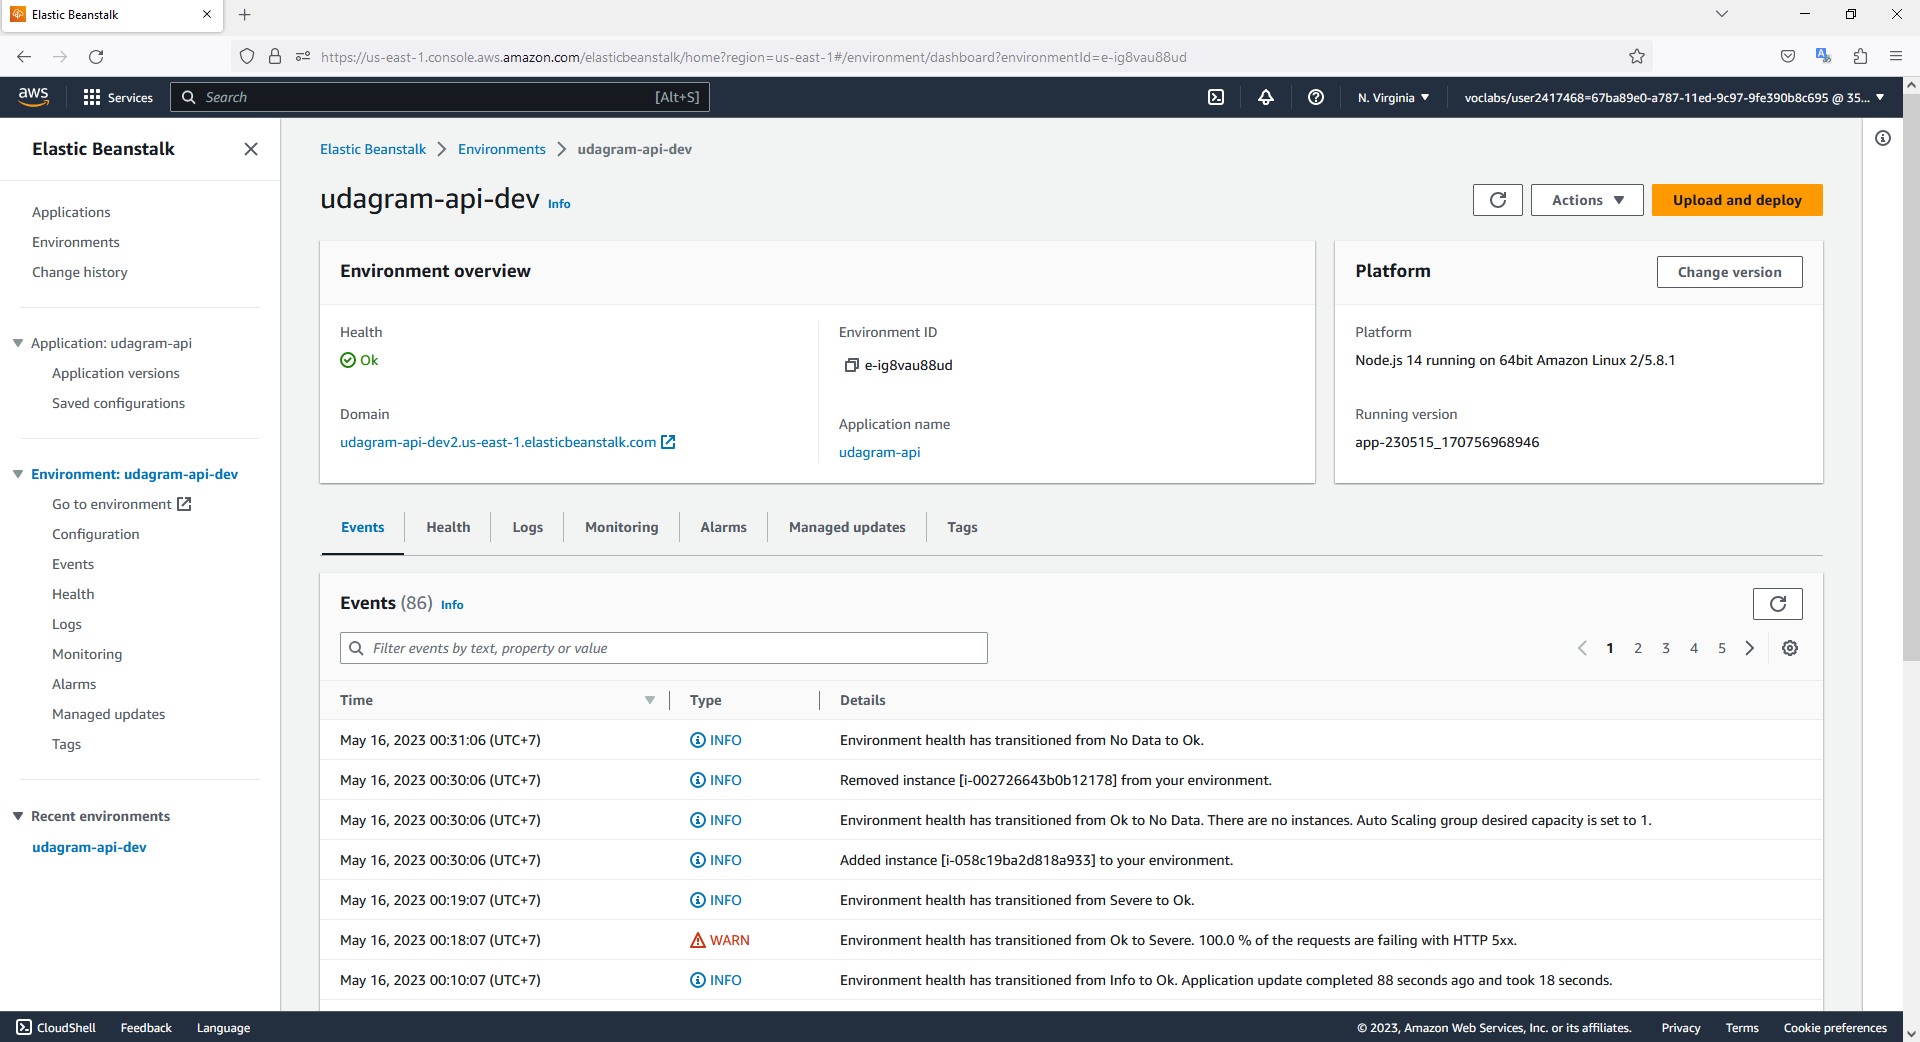 Elastic Beanstalk
https://us-east-1.console.aws.amazon.com/elasticbeanstalk/home?region=us-east-1#/environment/dashboard?environmentId=e-ig8vau88ud
aws Services Search [Alt+S] N. Virginia voclabs/user2417468=67ba89e0-a787-11ed-9c97-9fe390b8c695 @ 35...
Elastic Beanstalk
Applications
Environments
Change history
Application: udagram-api
Application versions
Saved configurations
Environment: udagram-api-dev
Go to environment
Configuration
Events
Health
Logs
Monitoring
Alarms
Managed updates
Tags
Recent environments
udagram-api-dev
Elastic Beanstalk Environments udagram-api-dev
udagram-api-dev Info
Actions Upload and deploy
Environment overview
Health
Ok
Domain
udagram-api-dev2.us-east-1.elasticbeanstalk.com
Environment ID
e-ig8vau88ud
Application name
udagram-api
Platform Change version
Platform
Node.js 14 running on 64bit Amazon Linux 2/5.8.1
Running version
app-230515_170756968946
Events Health Logs Monitoring Alarms Managed updates Tags
Events (86) Info
Filter events by text, property or value
1 2 3 4 5
Time Type Details
May 16, 2023 00:31:06 (UTC+7) INFO Environment health has transitioned from No Data to Ok.
May 16, 2023 00:30:06 (UTC+7) INFO Removed instance [i-002726643b0b12178] from your environment.
May 16, 2023 00:30:06 (UTC+7) INFO Environment health has transitioned from Ok to No Data. There are no instances. Auto Scaling group desired capacity is set to 1.
May 16, 2023 00:30:06 (UTC+7) INFO Added instance [i-058c19ba2d818a933] to your environment.
May 16, 2023 00:19:07 (UTC+7) INFO Environment health has transitioned from Severe to Ok.
May 16, 2023 00:18:07 (UTC+7) WARN Environment health has transitioned from Ok to Severe. 100.0 % of the requests are failing with HTTP 5xx.
May 16, 2023 00:10:07 (UTC+7) INFO Environment health has transitioned from Info to Ok. Application update completed 88 seconds ago and took 18 seconds.
CloudShell Feedback Language © 2023, Amazon Web Services, Inc. or its affiliates. Privacy Terms Cookie preferences